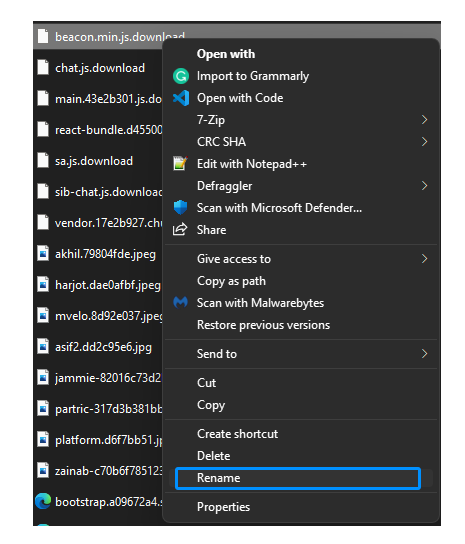 beacon.min.js.download
Open with
chat.js.download
Import to Grammarly
main.43e2b301.js.do
Open with Code
7-Zip
react-bundle.d45500
CRC SHA
sa.js.download
Edit with Notepad++
sib-chat.js.download
Defraggler
Scan with Microsoft Defender...
vendor.17e2b927.chu
Share
akhil.79804fde.jpeg
Give access to
harjot.dae0afbf.jpeg
Copy as path
mvelo.8d92e037.jpeg
Scan with Malwarebytes
Restore previous versions
asif2.dd2c95e6.jpg
Send to
jammie-82016c73d2
Cut
partric-317d3b381bb
Copy
platform.d6f7bb51.jp
Create shortcut
Delete
zainab-c70b6f785123
Rename
bootstrap.a09672a4.s
Properties